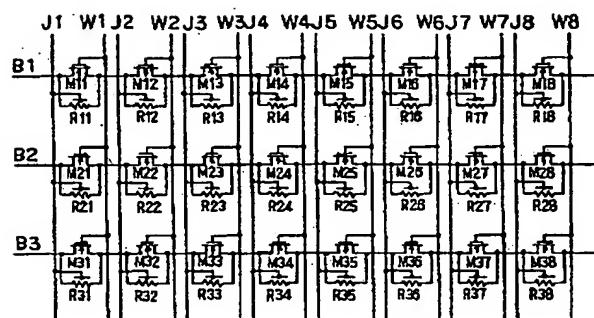 J1 W1 J2 W2 J3 W3 J4 W4 J5 W5 J6 W6 J7 W7 J8 W8
B1
M11 M12 M13 M14 M15 M16 M17 M18
R11 R12 R13 R14 R15 R16 R17 R18
B2
M21 M22 M23 M24 M25 M26 M27 M28
R21 R22 R23 R24 R25 R26 R27 R28
B3
M31 M32 M33 M34 M35 M36 M37 M38
R31 R32 R33 R34 R35 R36 R37 R38